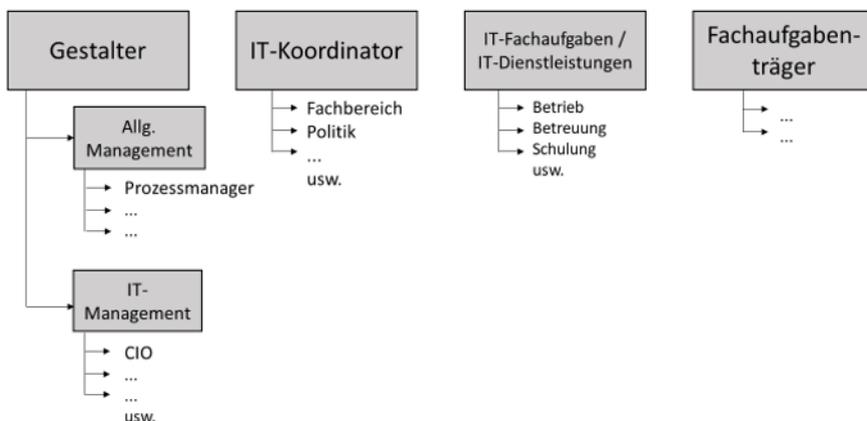 Gestalter
Allg.
Management
Prozessmanager
...
...
IT-
Management
CIO
...
...
usw.
IT-Koordinator
Fachbereich
Politik
...
usw.
IT-Fachaufgaben /
IT-Dienstleistungen
Betrieb
Betreuung
Schulung
usw.
Fachaufgaben-
träger
...
...